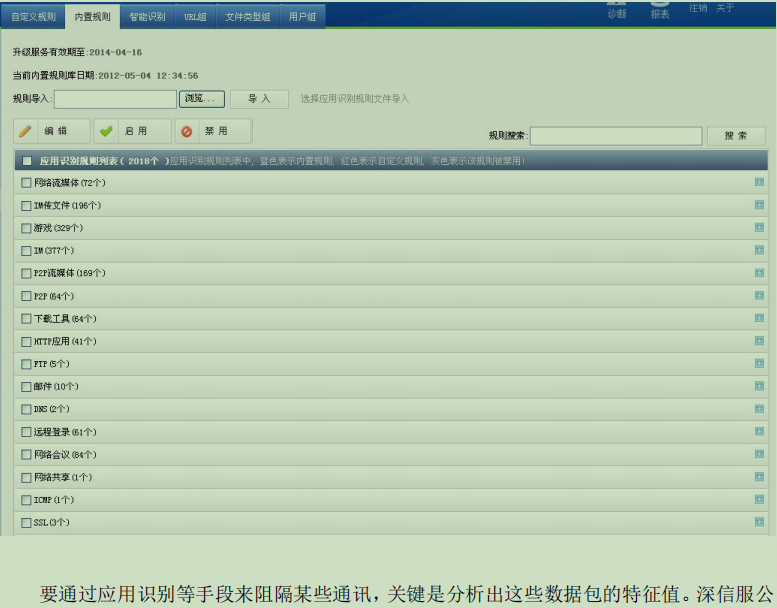 诊断 报表 注销 关于
自定义规则 内置规则 智能识别 URL组 文件类型组 用户组
升级服务有效期至:2014-04-16
当前内置规则库日期:2012-05-04 12:34:56
规则导入: 浏览... 导 入 选择应用识别规则文件导入
编 辑 启 用 禁 用 规则搜索: 搜 索
应用识别规则列表( 2018个 )应用识别规则列表中, 蓝色表示内置规则, 红色表示自定义规则, 灰色表示该规则被禁用!
网络流媒体(72个)
IM传文件(196个)
游戏(329个)
IM(377个)
P2P流媒体(169个)
P2P(64个)
下载工具(64个)
HTTP应用(41个)
FTP(5个)
邮件(10个)
DNS(2个)
远程登录(61个)
网络会议(84个)
网络共享(1个)
ICMP(1个)
SSL(3个)
要通过应用识别等手段来阻隔某些通讯，关键是分析出这些数据包的特征值。深信服公